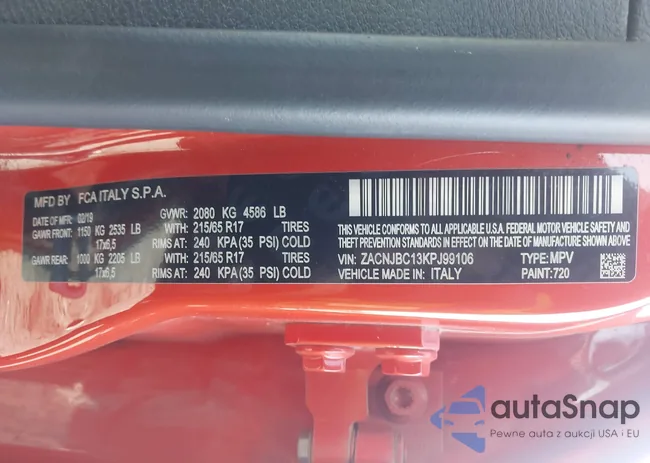 MFD BY FCA ITALY S.P.A.
DATE OF MFR: 02/19 GVWR: 2080 KG 4586 LB
GAWR FRONT: 1150 KG 2535 LB WITH: 215/65 R17 TIRES
17x6,5 RIMS AT: 240 KPA (35 PSI) COLD
GAWR REAR: 1000 KG 2205 LB WITH: 215/65 R17 TIRES
17x6,5 RIMS AT: 240 KPA (35 PSI) COLD
THIS VEHICLE CONFORMS TO ALL APPLICABLE U.S.A. FEDERAL MOTOR VEHICLE SAFETY AND
THEFT PREVENTION STANDARDS IN EFFECT ON THE DATE OF MANUFACTURE SHOWN ABOVE.
VIN: ZACNJBC13KPJ99106 TYPE: MPV
VEHICLE MADE IN: ITALY PAINT: 720
autaSnap
Pewne auta z aukcji USA i EU